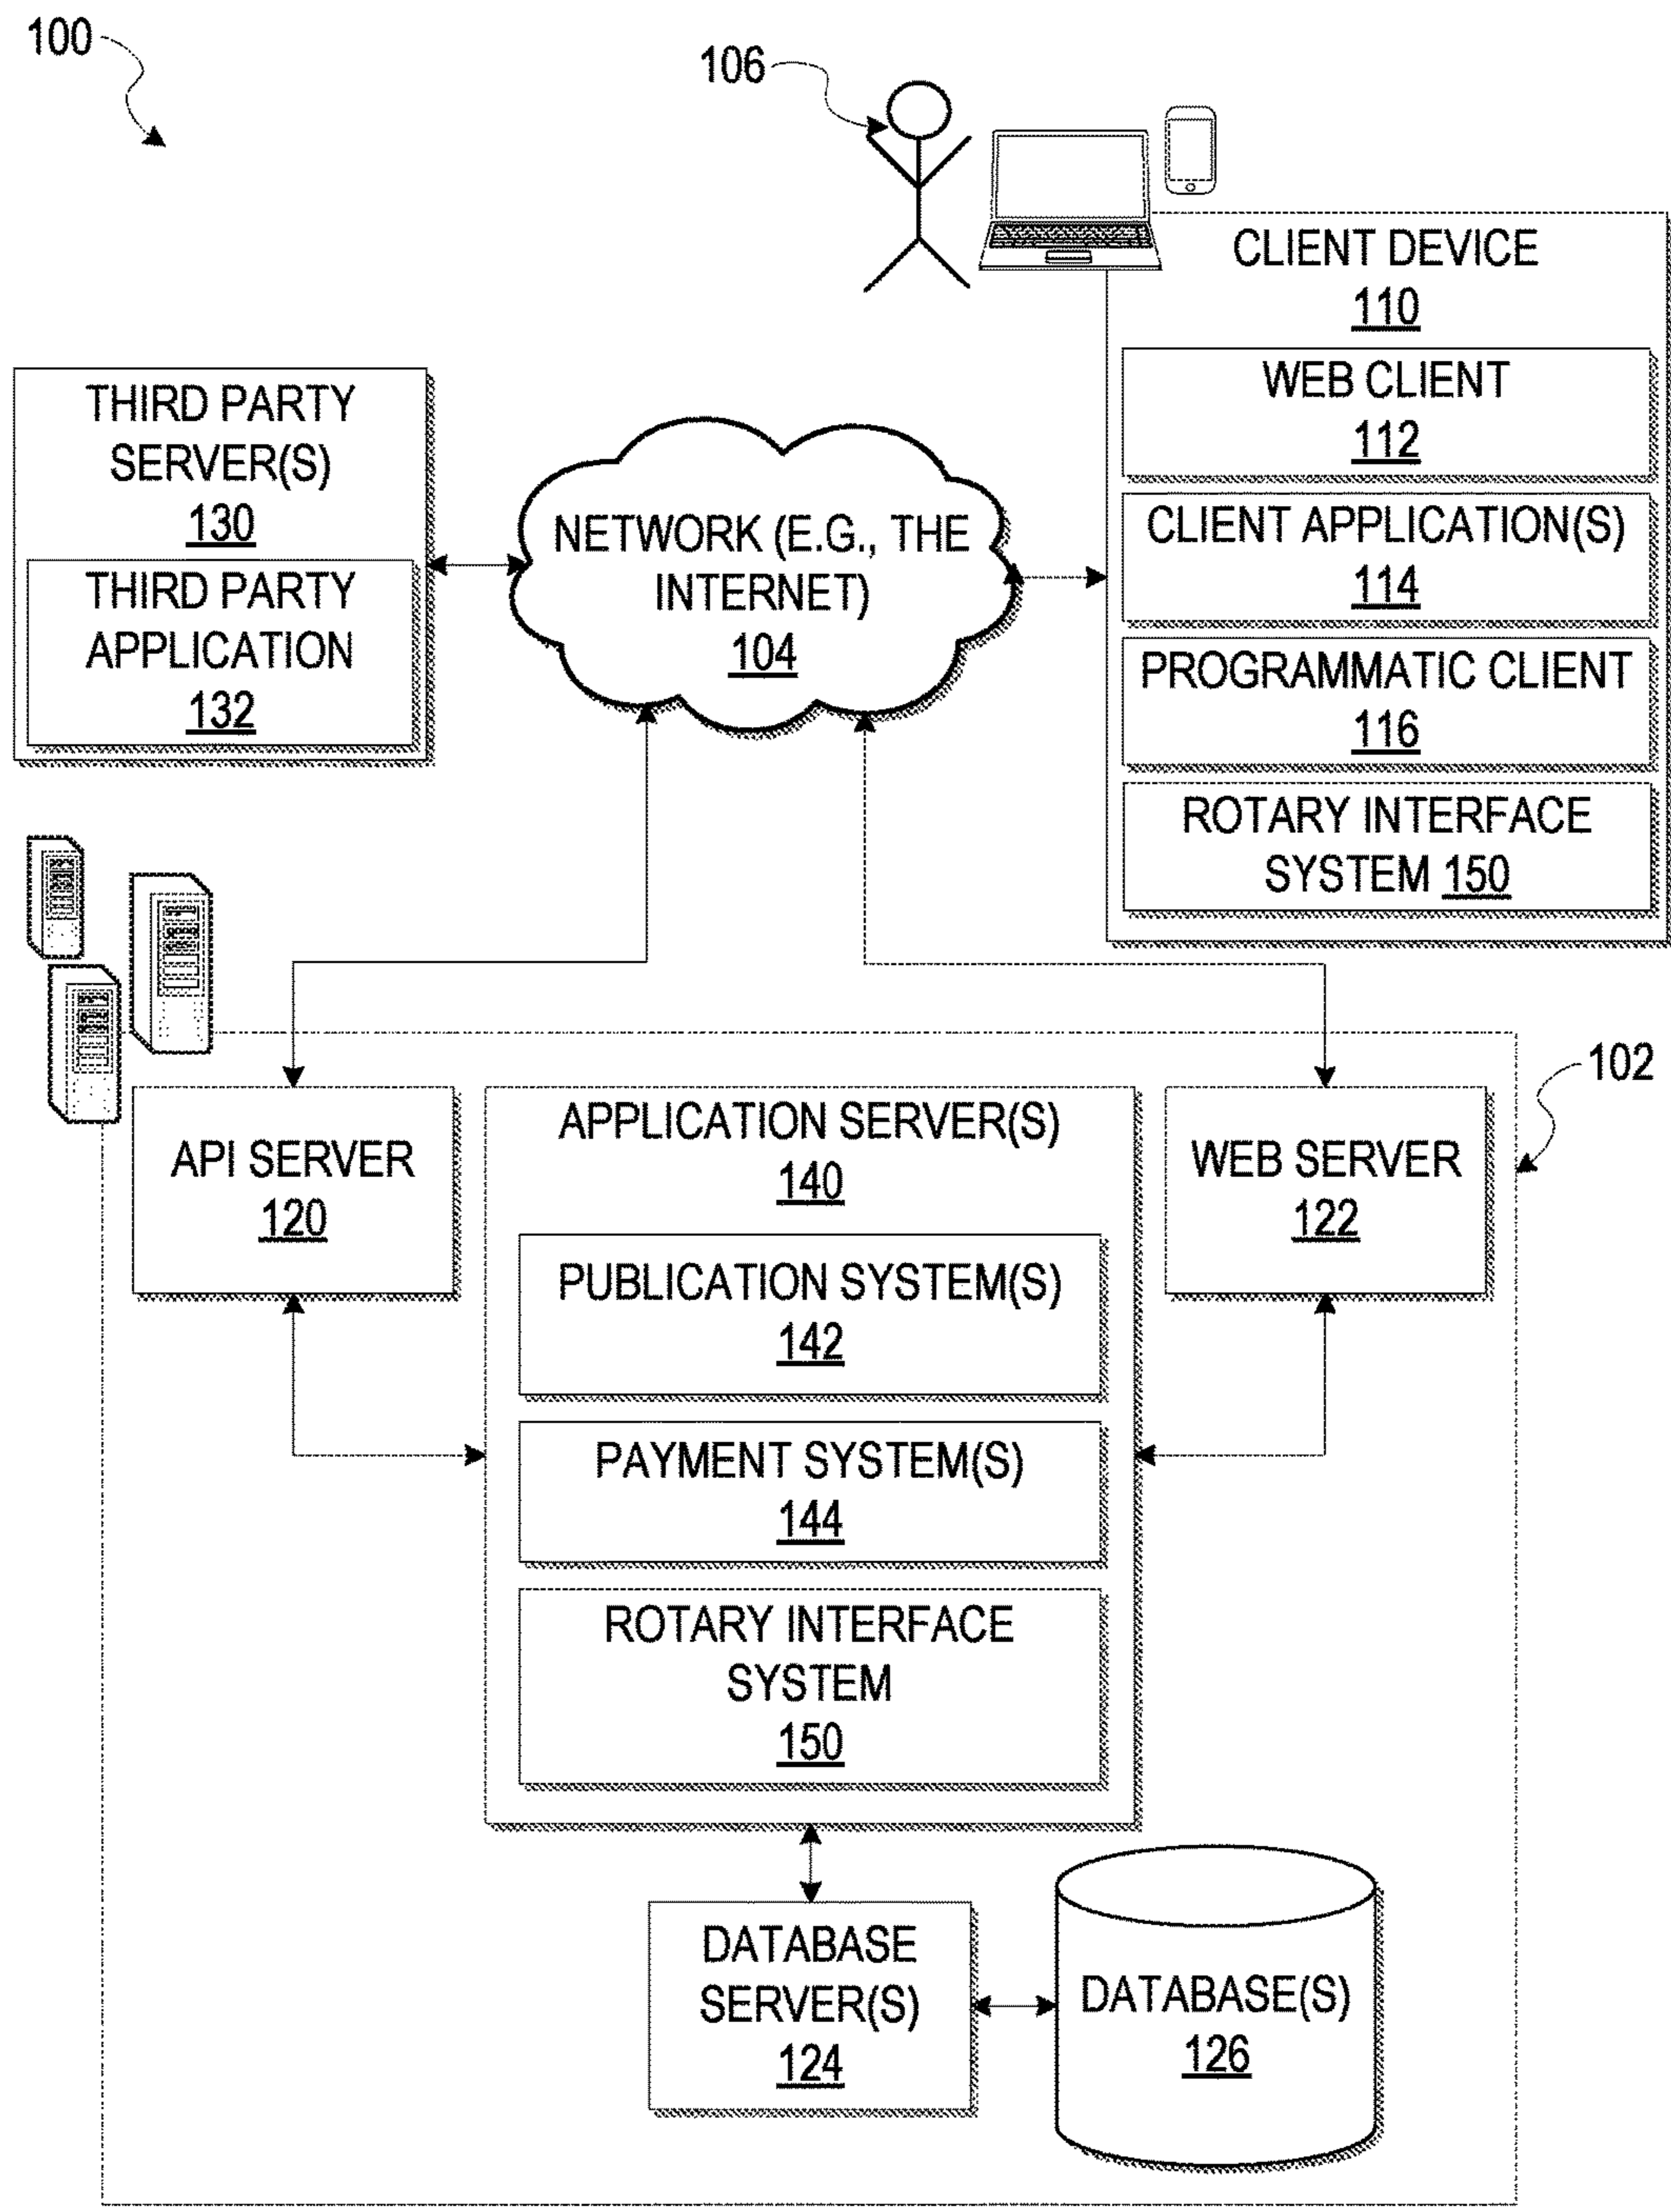 100
106
CLIENT DEVICE
110
WEB CLIENT
112
CLIENT APPLICATION(S)
114
PROGRAMMATIC CLIENT
116
ROTARY INTERFACE
SYSTEM 150
THIRD PARTY
SERVER(S)
130
THIRD PARTY
APPLICATION
132
NETWORK (E.G., THE
INTERNET)
104
102
API SERVER
120
APPLICATION SERVER(S)
140
PUBLICATION SYSTEM(S)
142
PAYMENT SYSTEM(S)
144
ROTARY INTERFACE
SYSTEM
150
WEB SERVER
122
DATABASE
SERVER(S)
124
DATABASE(S)
126